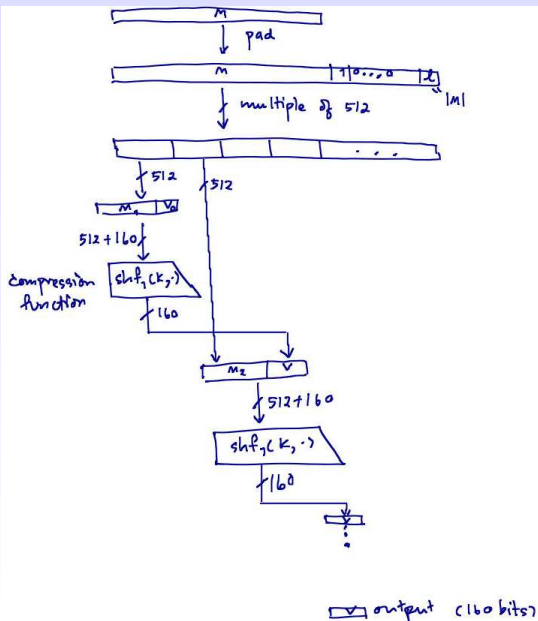 M
pad
M 1 0...0 l
|M|
multiple of 512
. . .
512 512
M₁ V₀
512+160
compression
function
shf₁(K,·)
160
M₂ V
512+160
shf₁(K,·)
160
V
V output (160 bits)